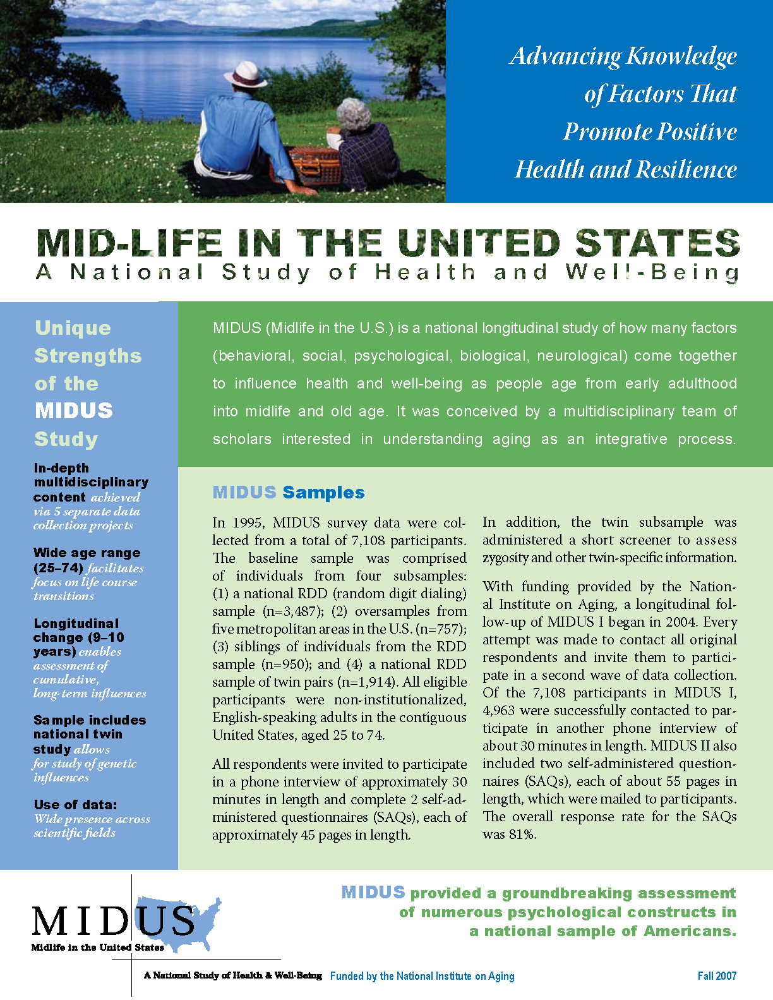 Advancing Knowledge
of Factors That
Promote Positive
Health and Resilience
MID-LIFE IN THE UNITED STATES
A National Study of Health and Well-Being
Unique
Strengths
of the
MIDUS
Study
In-depth
multidisciplinary
content achieved
via 5 separate data
collection projects
Wide age range
(25–74) facilitates
focus on life course
transitions
Longitudinal
change (9–10
years) enables
assessment of
cumulative,
long-term influences
Sample includes
national twin
study allows
for study of genetic
influences
Use of data:
Wide presence across
scientific fields
MIDUS (Midlife in the U.S.) is a national longitudinal study of how many factors
(behavioral, social, psychological, biological, neurological) come together
to influence health and well-being as people age from early adulthood
into midlife and old age. It was conceived by a multidisciplinary team of
scholars interested in understanding aging as an integrative process.
MIDUS Samples
In 1995, MIDUS survey data were col-
lected from a total of 7,108 participants.
The baseline sample was comprised
of individuals from four subsamples:
(1) a national RDD (random digit dialing)
sample (n=3,487); (2) oversamples from
five metropolitan areas in the U.S. (n=757);
(3) siblings of individuals from the RDD
sample (n=950); and (4) a national RDD
sample of twin pairs (n=1,914). All eligible
participants were non-institutionalized,
English-speaking adults in the contiguous
United States, aged 25 to 74.
All respondents were invited to participate
in a phone interview of approximately 30
minutes in length and complete 2 self-ad-
ministered questionnaires (SAQs), each of
approximately 45 pages in length.
In addition, the twin subsample was
administered a short screener to assess
zygosity and other twin-specific information.
With funding provided by the Nation-
al Institute on Aging, a longitudinal fol-
low-up of MIDUS I began in 2004. Every
attempt was made to contact all original
respondents and invite them to partici-
pate in a second wave of data collection.
Of the 7,108 participants in MIDUS I,
4,963 were successfully contacted to par-
ticipate in another phone interview of
about 30 minutes in length. MIDUS II also
included two self-administered question-
naires (SAQs), each of about 55 pages in
length, which were mailed to participants.
The overall response rate for the SAQs
was 81%.
MIDUS
Midlife in the United States
MIDUS provided a groundbreaking assessment
of numerous psychological constructs in
a national sample of Americans.
A National Study of Health & Well-Being Funded by the National Institute on Aging Fall 2007